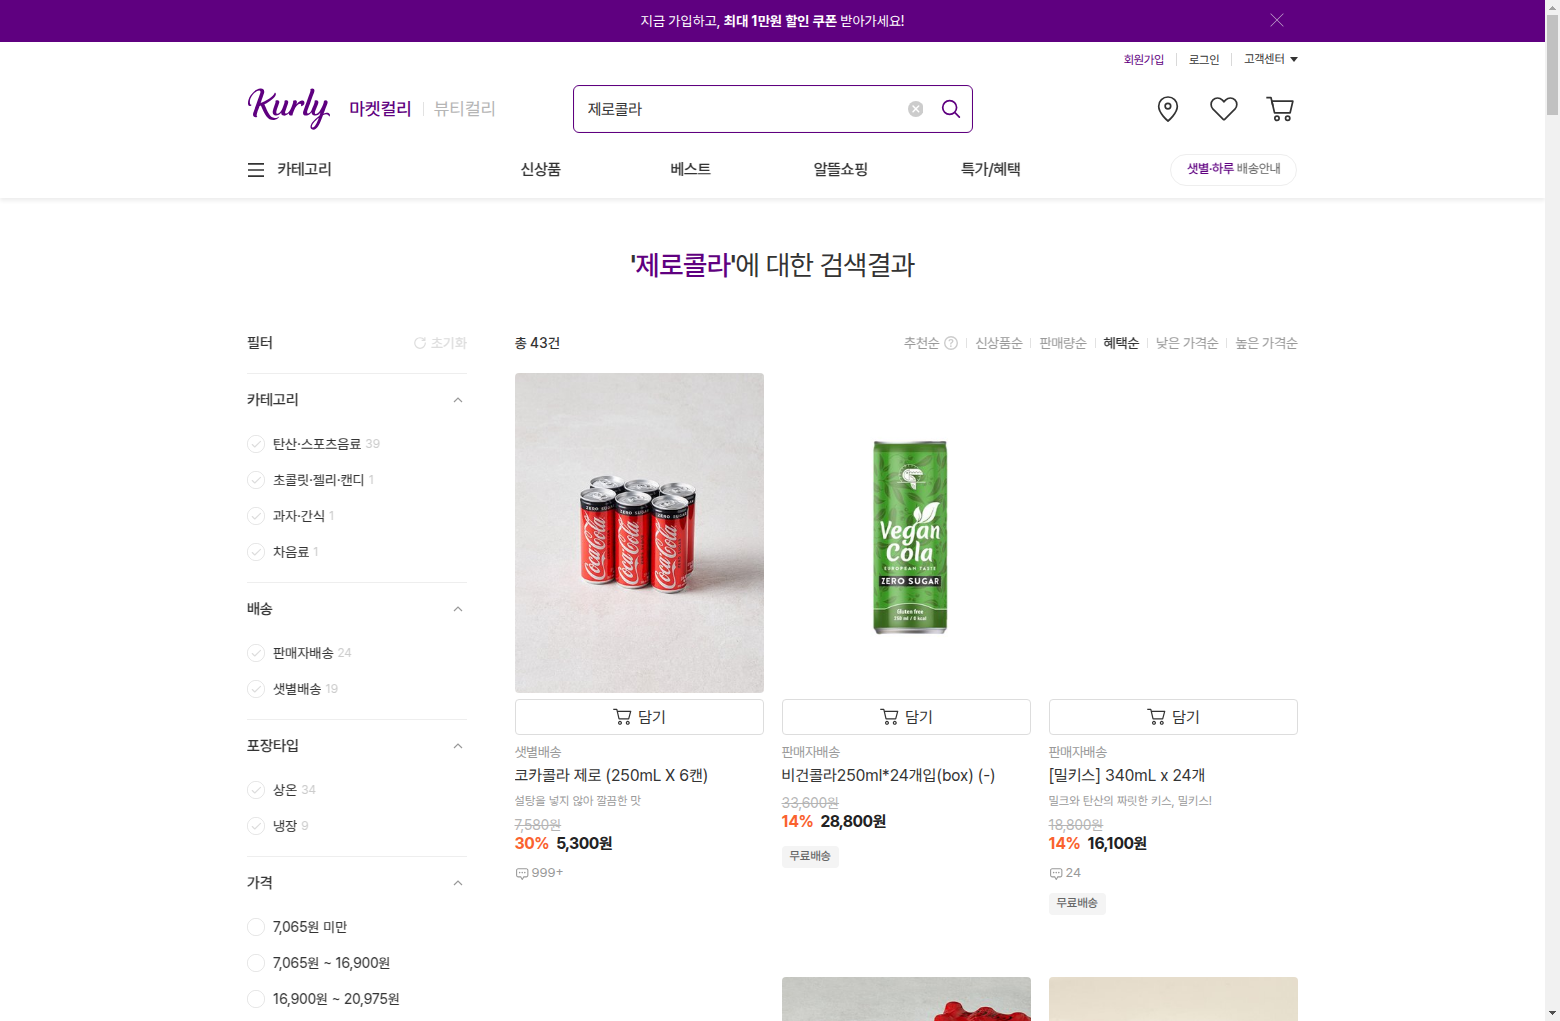 지금 가입하고, 최대 1만원 할인 쿠폰 받아가세요!
회원가입 로그인 고객센터
Kurly 마켓컬리 뷰티컬리
제로콜라
카테고리 신상품 베스트 알뜰쇼핑 특가/혜택 샛별·하루 배송안내
'제로콜라'에 대한 검색결과
필터 초기화
총 43건 추천순 ? 신상품순 판매량순 혜택순 낮은 가격순 높은 가격순
카테고리
탄산·스포츠음료 39
초콜릿·젤리·캔디 1
과자·간식 1
차음료 1
배송
판매자배송 24
샛별배송 19
포장타입
상온 34
냉장 9
가격
7,065원 미만
7,065원 ~ 16,900원
16,900원 ~ 20,975원
ZERO SUGAR
Coca-Cola Coca-Cola Coca-Cola
담기
샛별배송
코카콜라 제로 (250mL X 6캔)
설탕을 넣지 않아 깔끔한 맛
7,580원
30% 5,300원
999+
Vegan
Cola
EUROPEAN TASTE
ZERO SUGAR
Gluten free
250 ml / 0 kcal
담기
판매자배송
비건콜라250ml*24개입(box) (-)
33,600원
14% 28,800원
무료배송
담기
판매자배송
[밀키스] 340mL x 24개
밀크와 탄산의 짜릿한 키스, 밀키스!
18,800원
14% 16,100원
24
무료배송